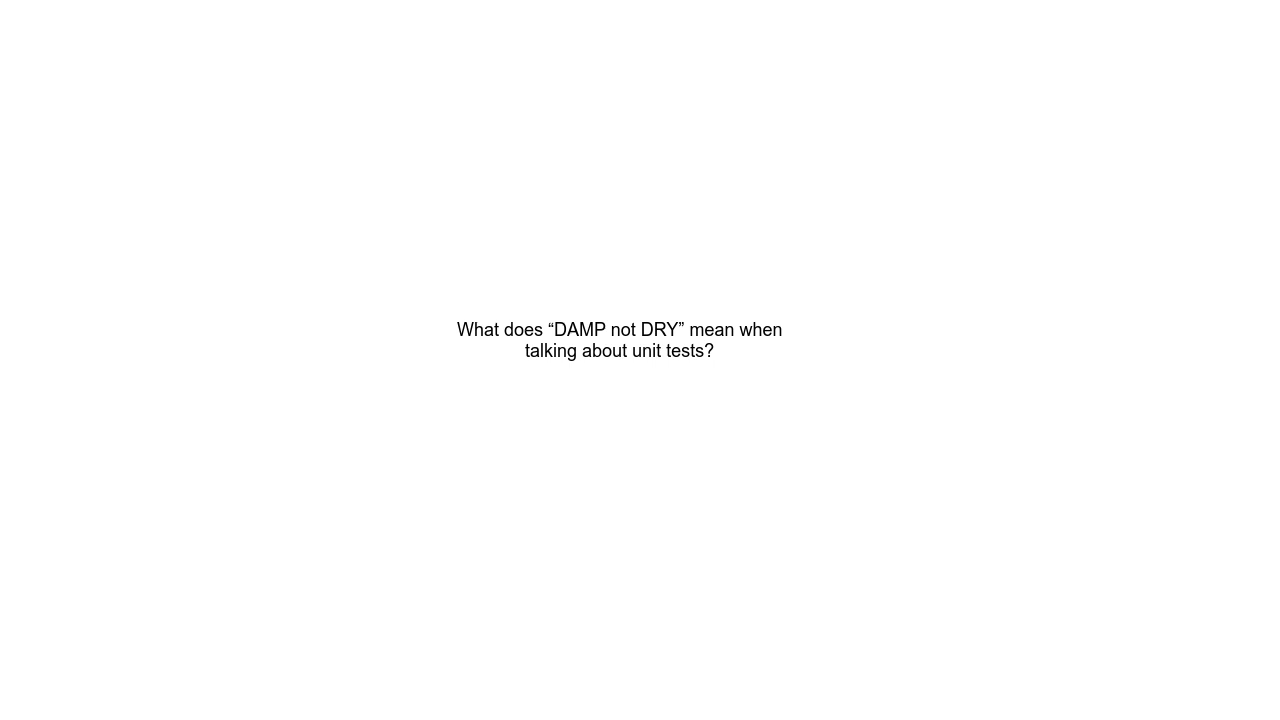 What does “DAMP not DRY” mean when
talking about unit tests?